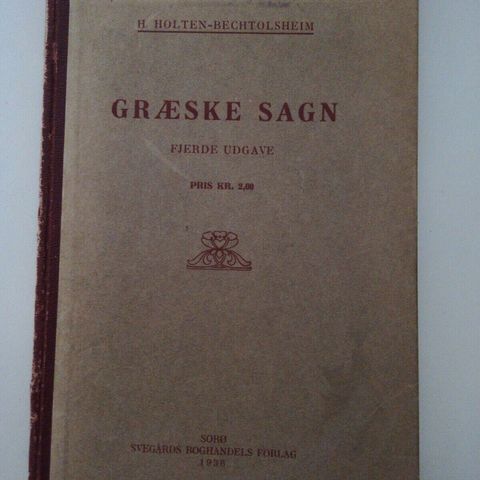 H. HOLTEN-BECHTOLSHEIM
GRÆSKE SAGN
FJERDE UDGAVE
PRIS KR. 2,00
SORØ
SVEGÅRDS BOGHANDELS FORLAG
1938